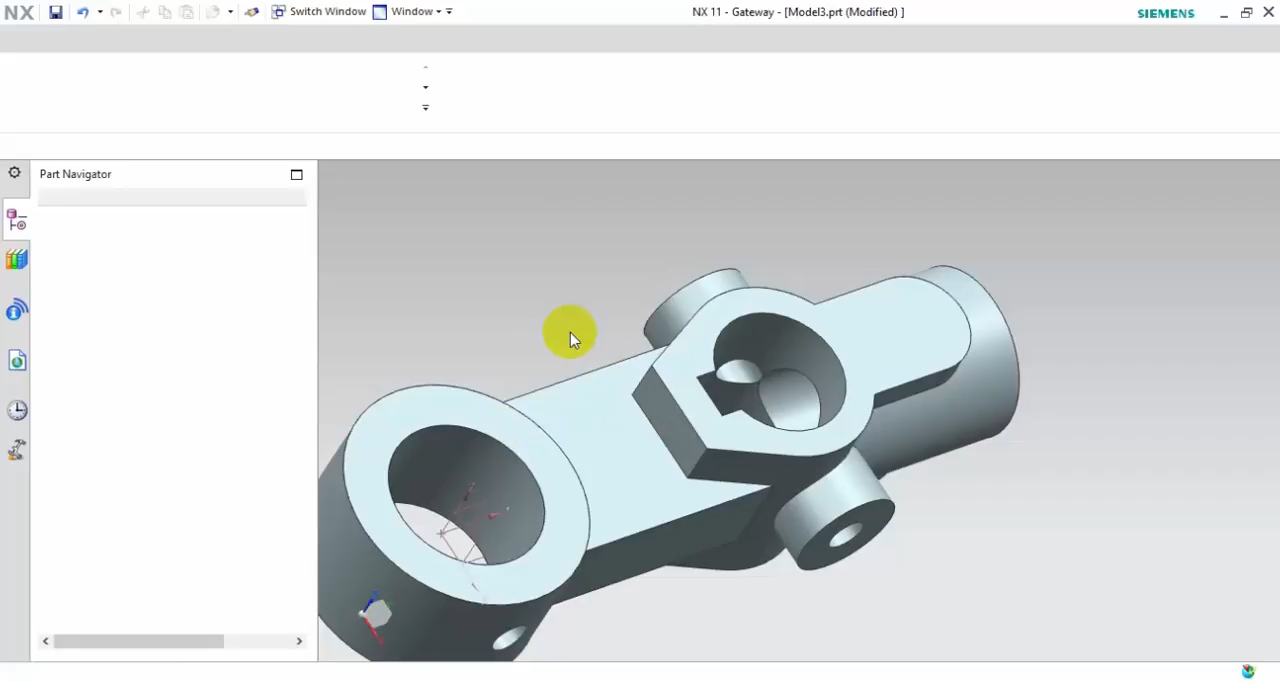 NX Switch Window Window NX 11 - Gateway - [Model3.prt (Modified) ] SIEMENS
Part Navigator